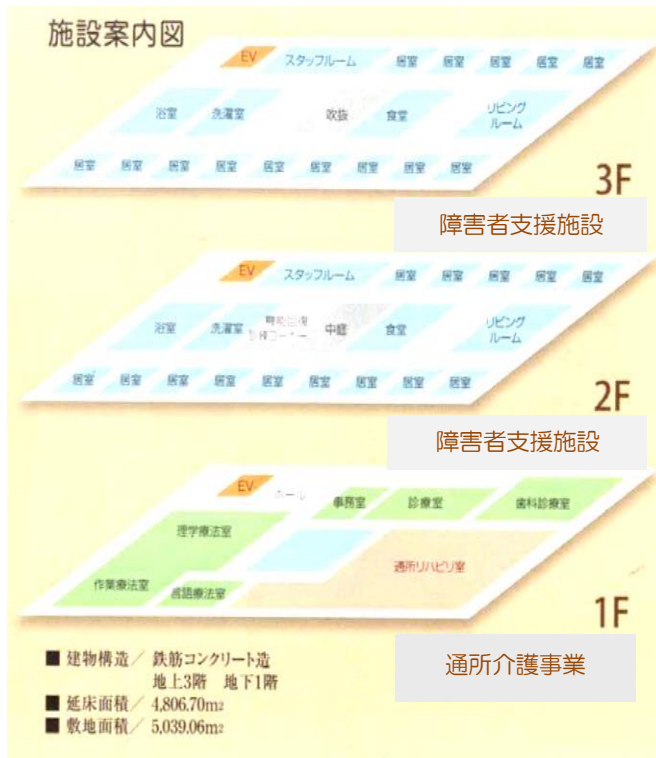 施設案内図
EV スタッフルーム 居室 居室 居室 居室 居室
浴室 洗濯室 吹抜 食堂 リビング
ルーム
居室 居室 居室 居室 居室 居室 居室 居室 居室
3F
障害者支援施設
EV スタッフルーム 居室 居室 居室 居室 居室
浴室 洗濯室 中庭 食堂 リビング
ルーム
居室 居室 居室 居室 居室 居室 居室 居室 居室
2F
障害者支援施設
EV ホール 事務室 診療室 歯科診療室
理学療法室
通所リハビリ室
作業療法室 言語療法室
1F
通所介護事業
■ 建物構造／ 鉄筋コンクリート造
地上3階 地下1階
■ 延床面積／ 4,806.70m2
■ 敷地面積／ 5,039.06m2